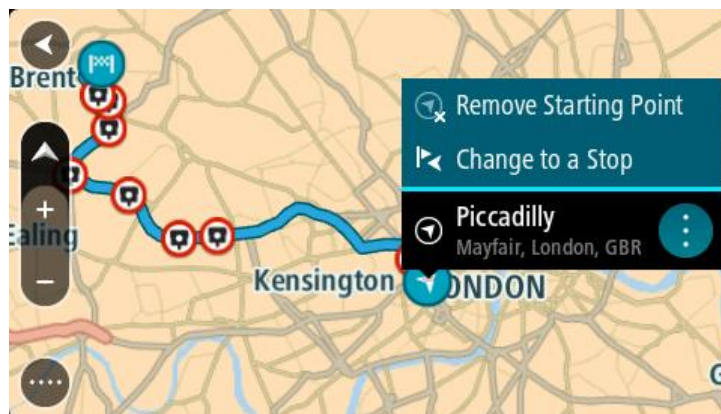 Brent
Remove Starting Point
Change to a Stop
Piccadilly
Mayfair, London, GBR
Ealing
Kensington
ONDON
G